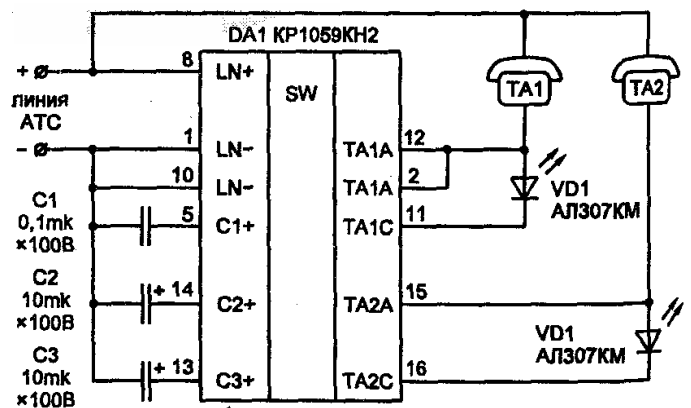 DA1 КР1059КН2
8
LN+
SW
+
линия
АТС
–
1
LN–
10
LN–
C1
0,1mk
×100В
5
C1+
C2
10mk
×100В
+ 14
C2+
C3
10mk
×100В
+ 13
C3+
TA1A
12
TA1A
2
TA1C
11
TA2A
15
TA2C
16
TA1
TA2
VD1
АЛ307КМ
VD1
АЛ307КМ